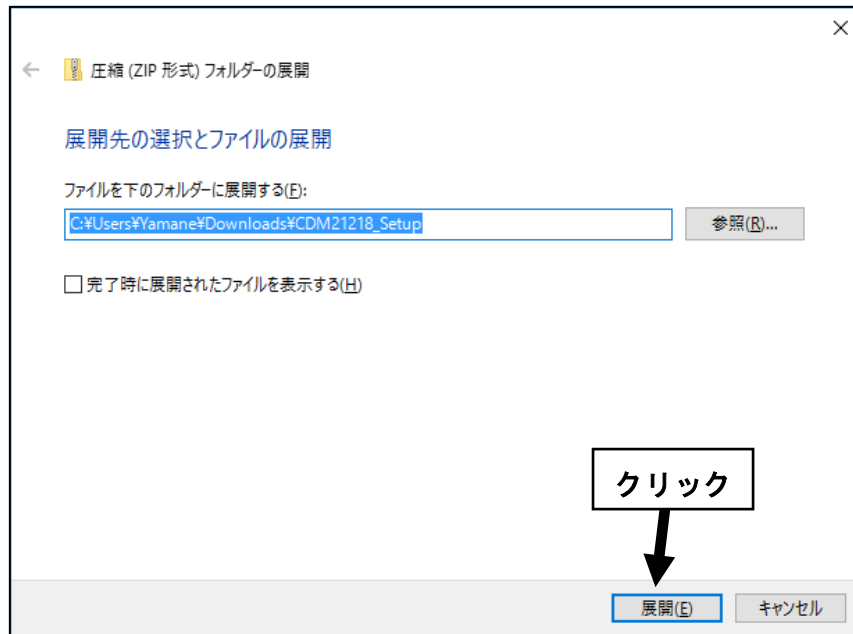 圧縮 (ZIP 形式) フォルダーの展開
展開先の選択とファイルの展開
ファイルを下のフォルダーに展開する(F):
C:¥Users¥Yamane¥Downloads¥CDM21218_Setup
参照(R)...
完了時に展開されたファイルを表示する(H)
クリック
展開(E)
キャンセル